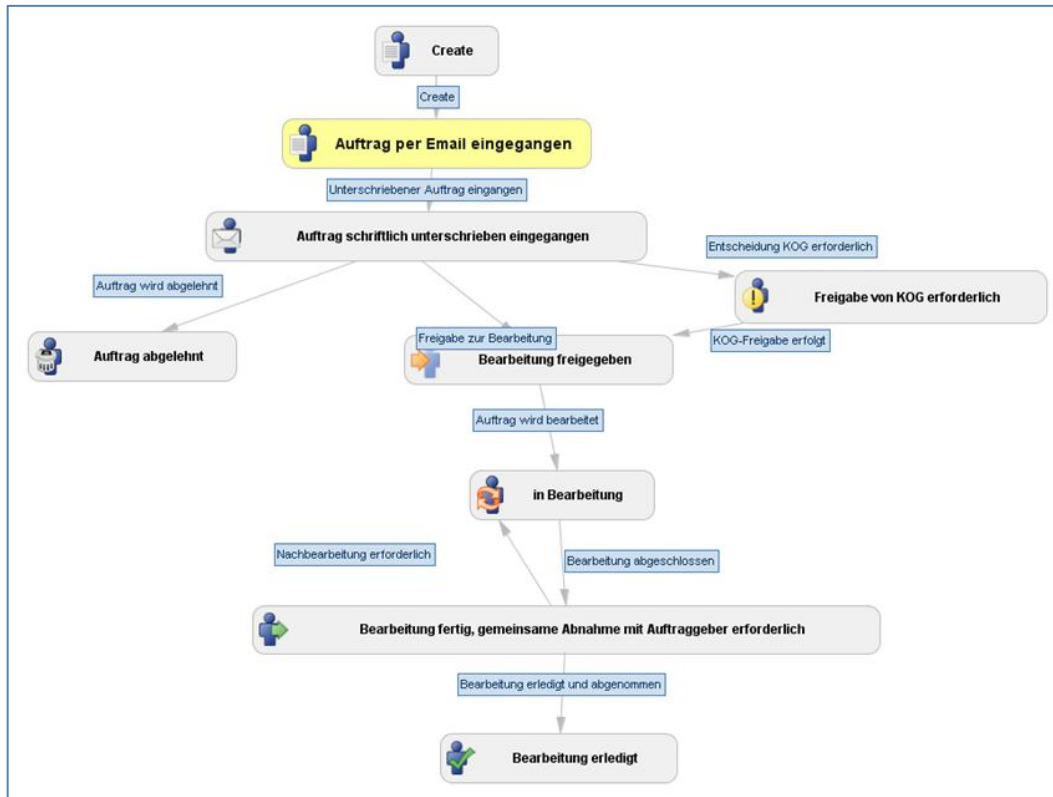 Create
Create
Auftrag per Email eingegangen
Unterschriebener Auftrag eingangen
Auftrag schriftlich unterschrieben eingegangen
Entscheidung KOG erforderlich
Auftrag wird abgelehnt
Freigabe von KOG erforderlich
Freigabe zur Bearbeitung
KOG-Freigabe erfolgt
Auftrag abgelehnt
Bearbeitung freigegeben
Auftrag wird bearbeitet
in Bearbeitung
Nachbearbeitung erforderlich
Bearbeitung abgeschlossen
Bearbeitung fertig, gemeinsame Abnahme mit Auftraggeber erforderlich
Bearbeitung erledigt und abgenommen
Bearbeitung erledigt